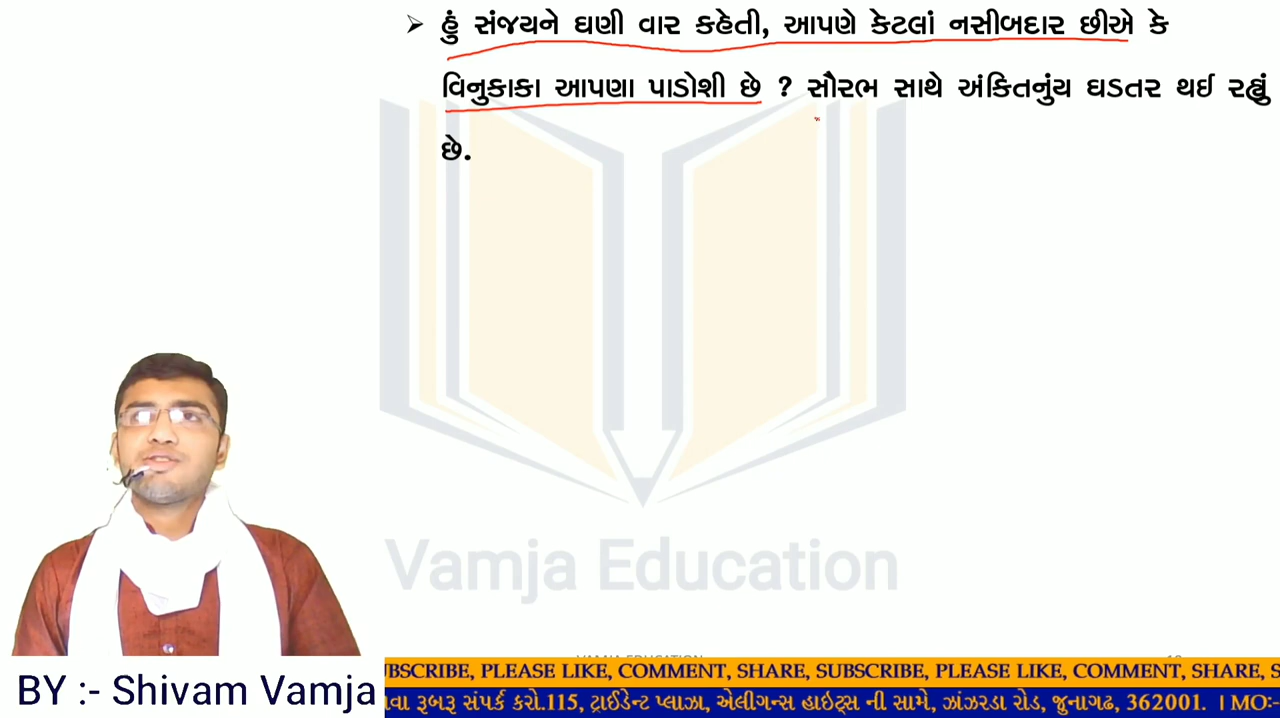 ➢ હું સંજયને ઘણી વાર કહેતી, આપણે કેટલાં નસીબદાર છીએ કે
વિનુકાકા આપણા પાડોશી છે ? સૌરભ સાથે અંકિતનુંય ઘડતર થઈ રહ્યું
છે.
Vamja Education
BY :- Shivam Vamja
UBSCRIBE, PLEASE LIKE, COMMENT, SHARE, SUBSCRIBE, PLEASE LIKE, COMMENT, SHARE, S
વા રૂબરૂ સંપર્ક કરો.115, ટ્રાઈડેન્ટ પ્લાઝા, એલીગન્સ હાઇટ્સ ની સામે, ઝાંઝરડા રોડ, જુનાગઢ, 362001. । MO:-